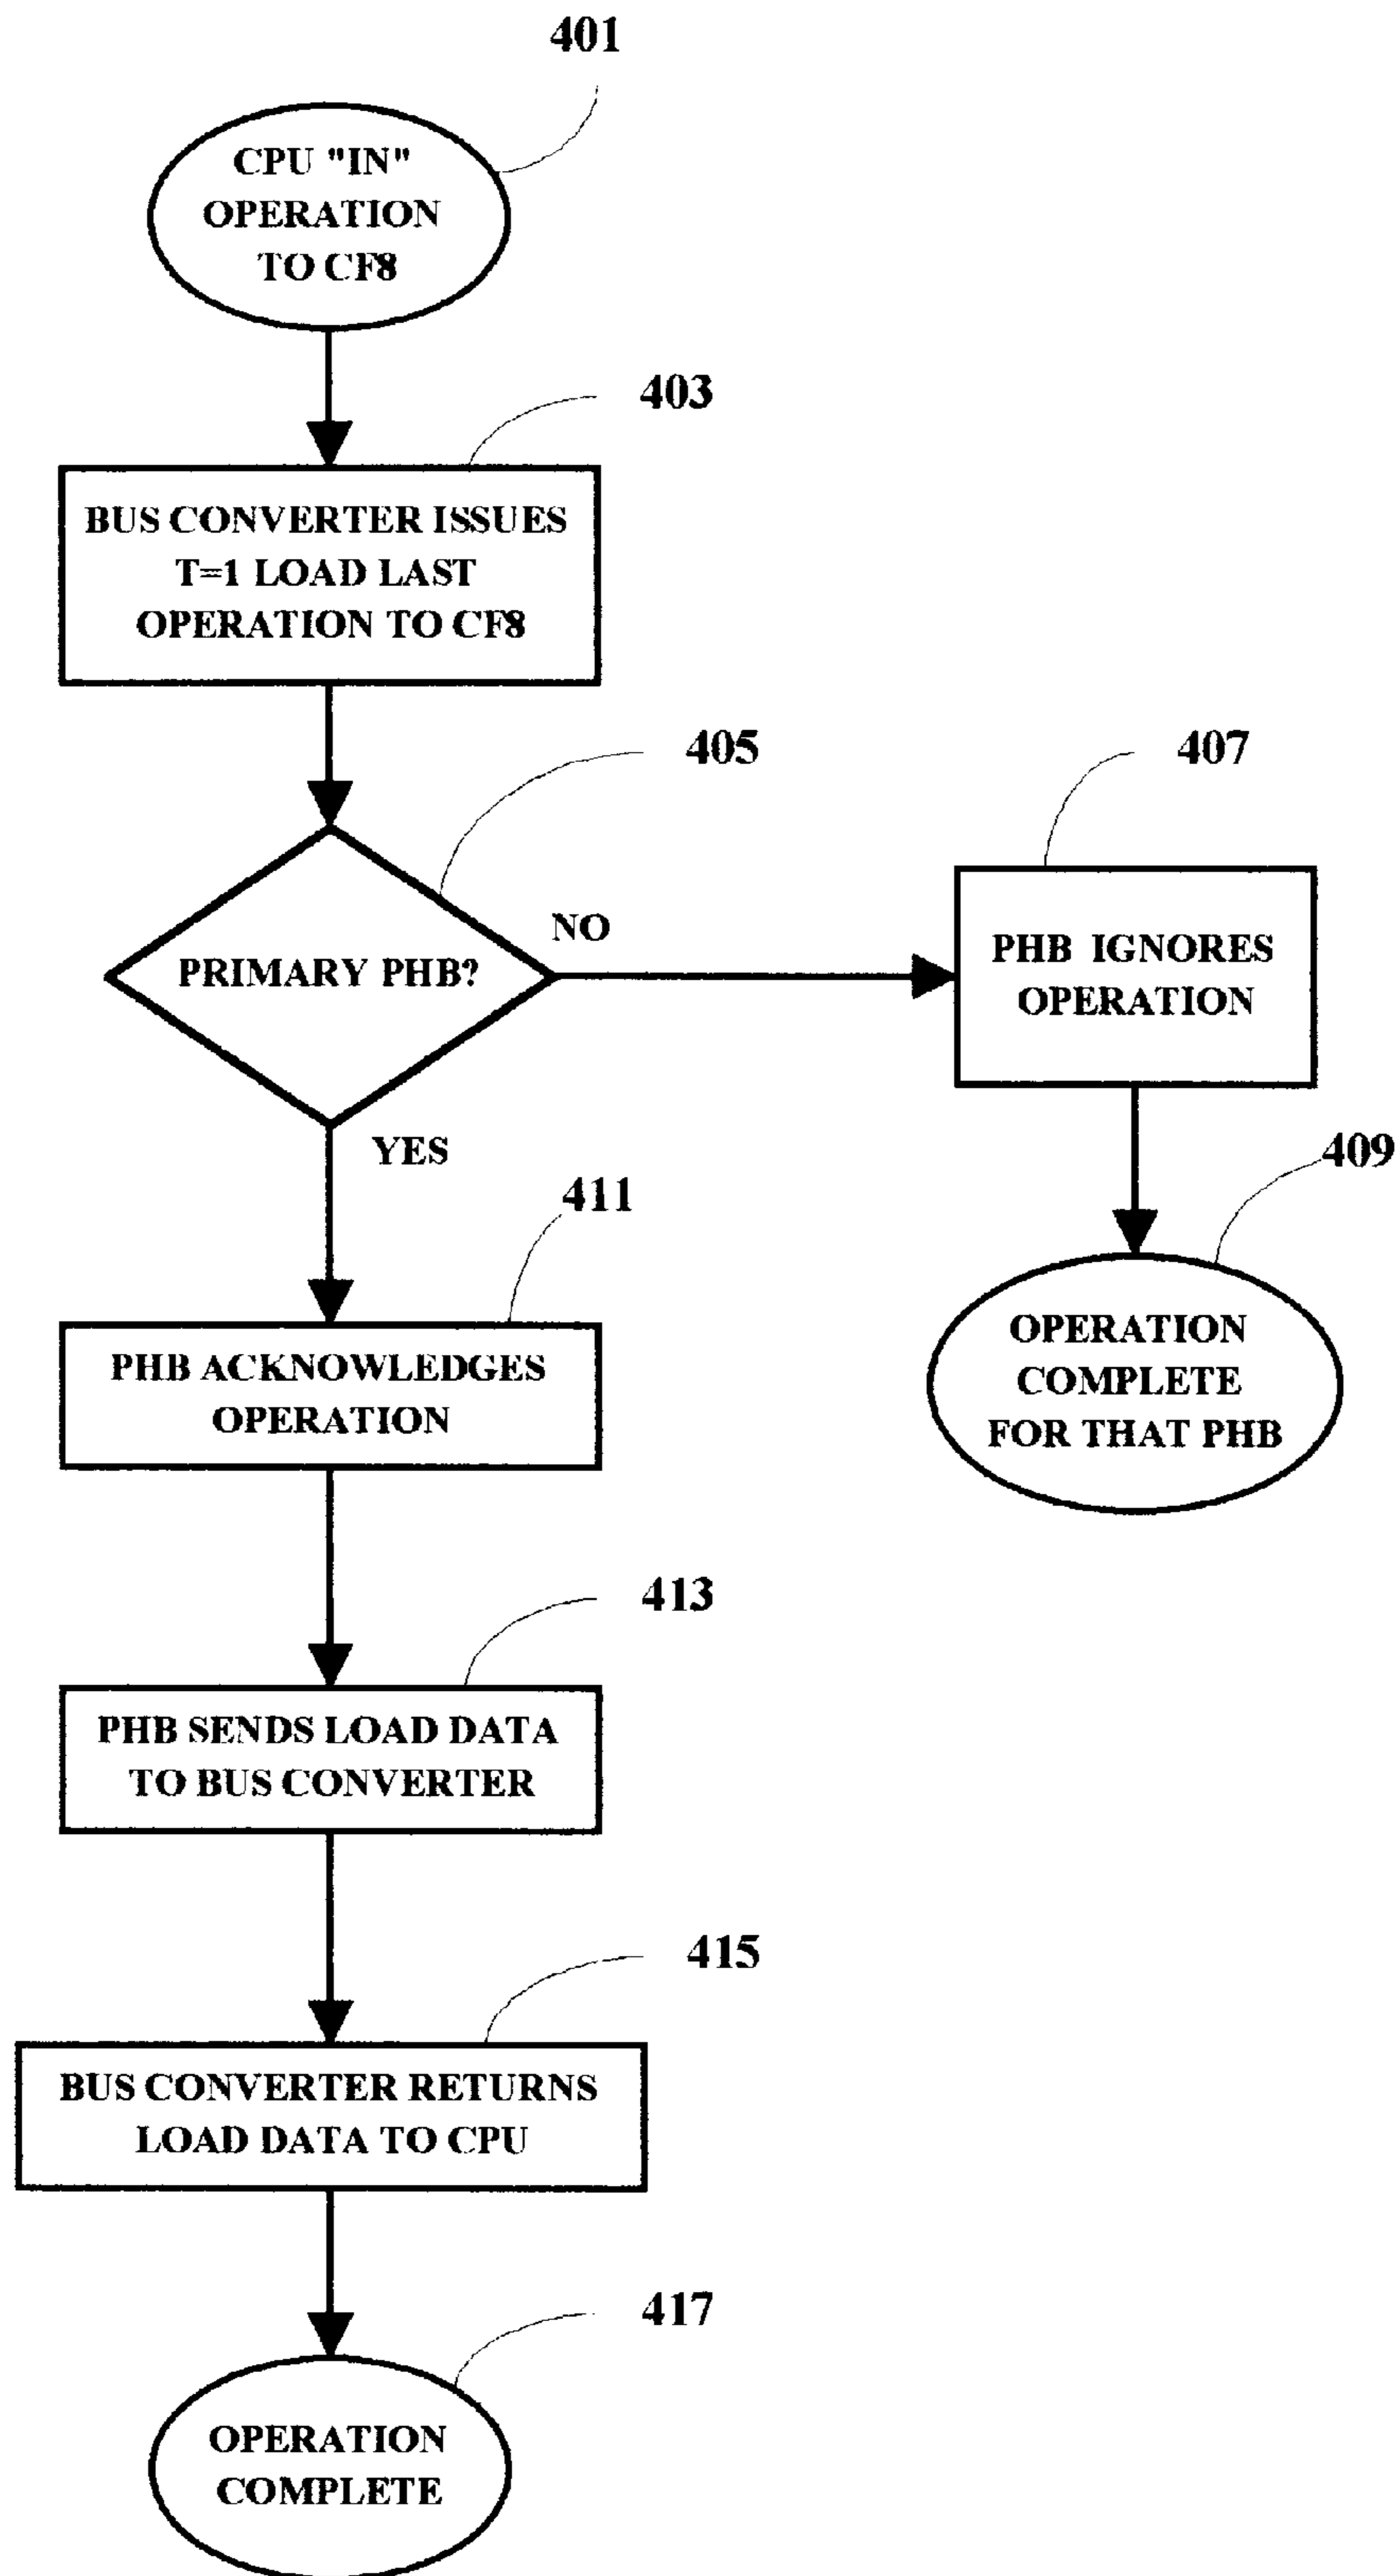 401
CPU "IN"
OPERATION
TO CF8
403
BUS CONVERTER ISSUES
T=1 LOAD LAST
OPERATION TO CF8
405
PRIMARY PHB?
NO
407
PHB IGNORES
OPERATION
YES
409
OPERATION
COMPLETE
FOR THAT PHB
411
PHB ACKNOWLEDGES
OPERATION
413
PHB SENDS LOAD DATA
TO BUS CONVERTER
415
BUS CONVERTER RETURNS
LOAD DATA TO CPU
417
OPERATION
COMPLETE